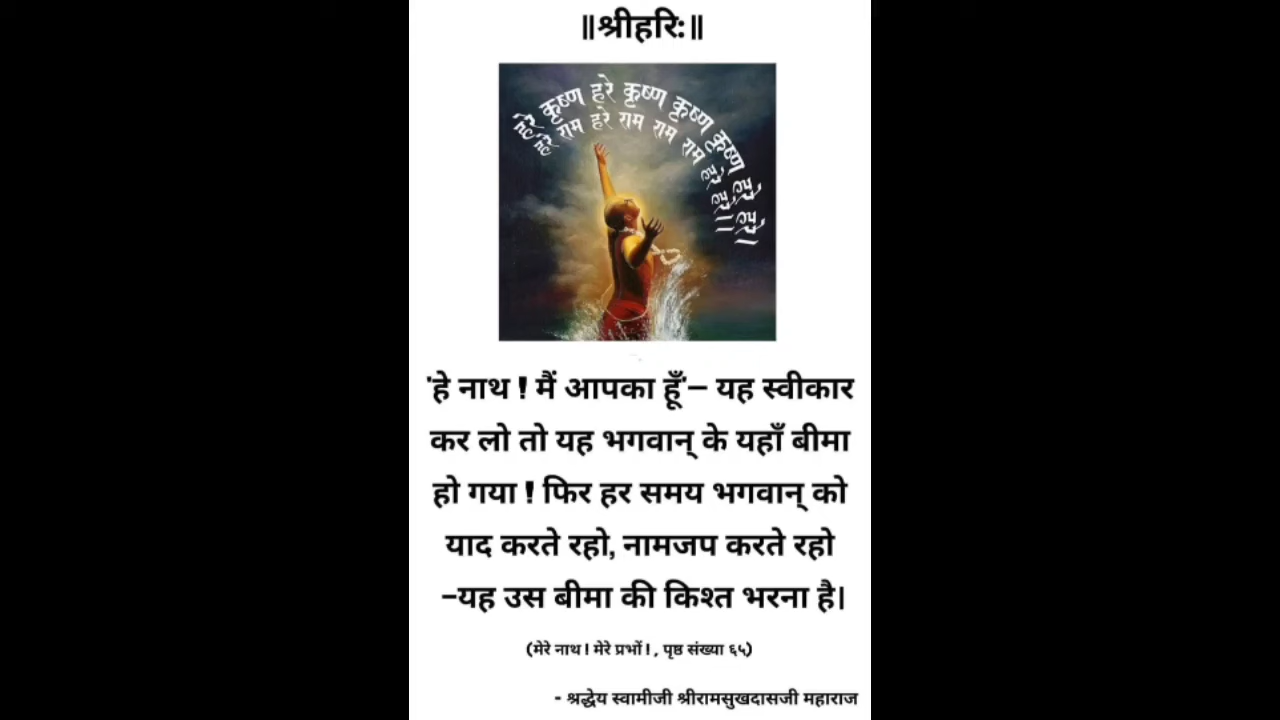 ॥श्रीहरि:॥
हरे कृष्ण हरे कृष्ण कृष्ण कृष्ण हरे हरे।
हरे राम हरे राम राम राम हरे हरे।।
'हे नाथ ! मैं आपका हूँ'– यह स्वीकार
कर लो तो यह भगवान् के यहाँ बीमा
हो गया ! फिर हर समय भगवान् को
याद करते रहो, नामजप करते रहो
–यह उस बीमा की किश्त भरना है।
(मेरे नाथ ! मेरे प्रभों ! , पृष्ठ संख्या ६५)
- श्रद्धेय स्वामीजी श्रीरामसुखदासजी महाराज